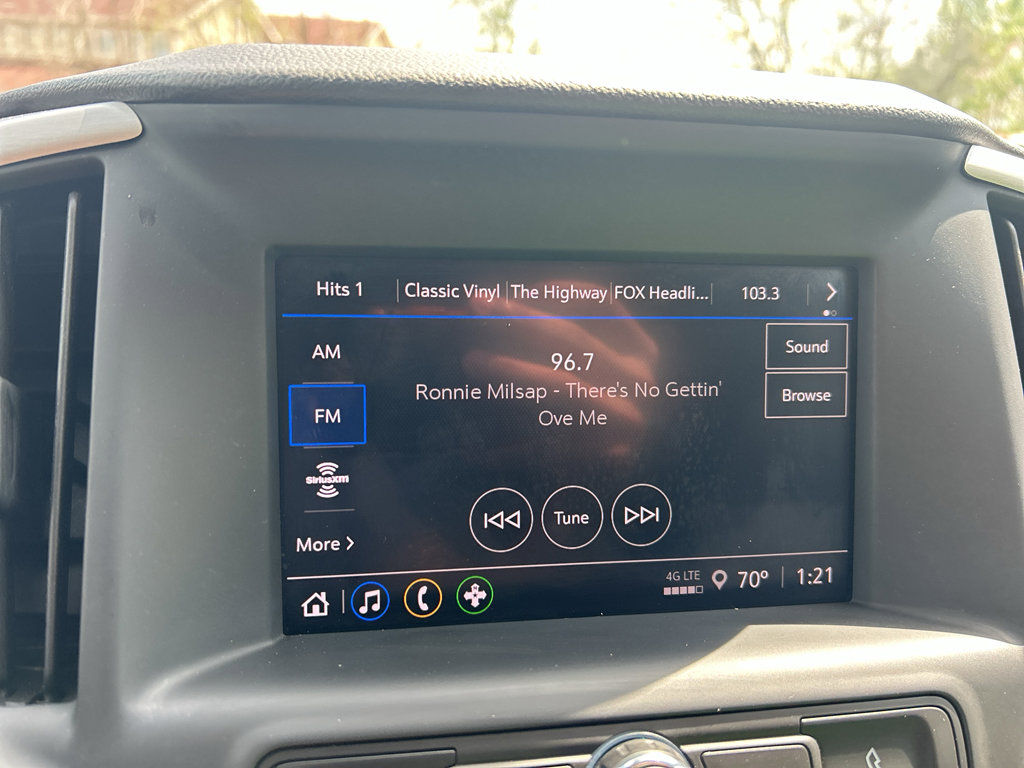 Hits 1 Classic Vinyl The Highway FOX Headli... 103.3
AM
FM
SiriusXM
More
96.7
Ronnie Milsap - There's No Gettin'
Ove Me
Sound
Browse
Tune
4G LTE 70° 1:21